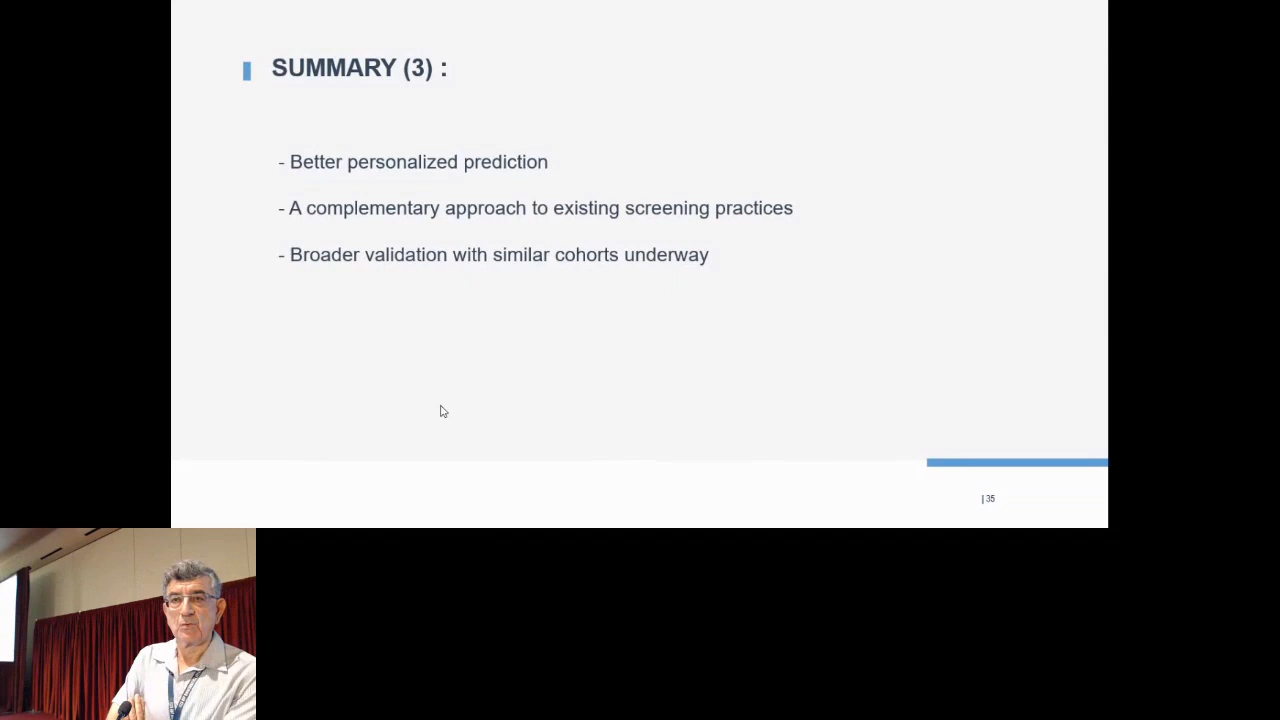 SUMMARY (3) :
- Better personalized prediction
- A complementary approach to existing screening practices
- Broader validation with similar cohorts underway
| 35